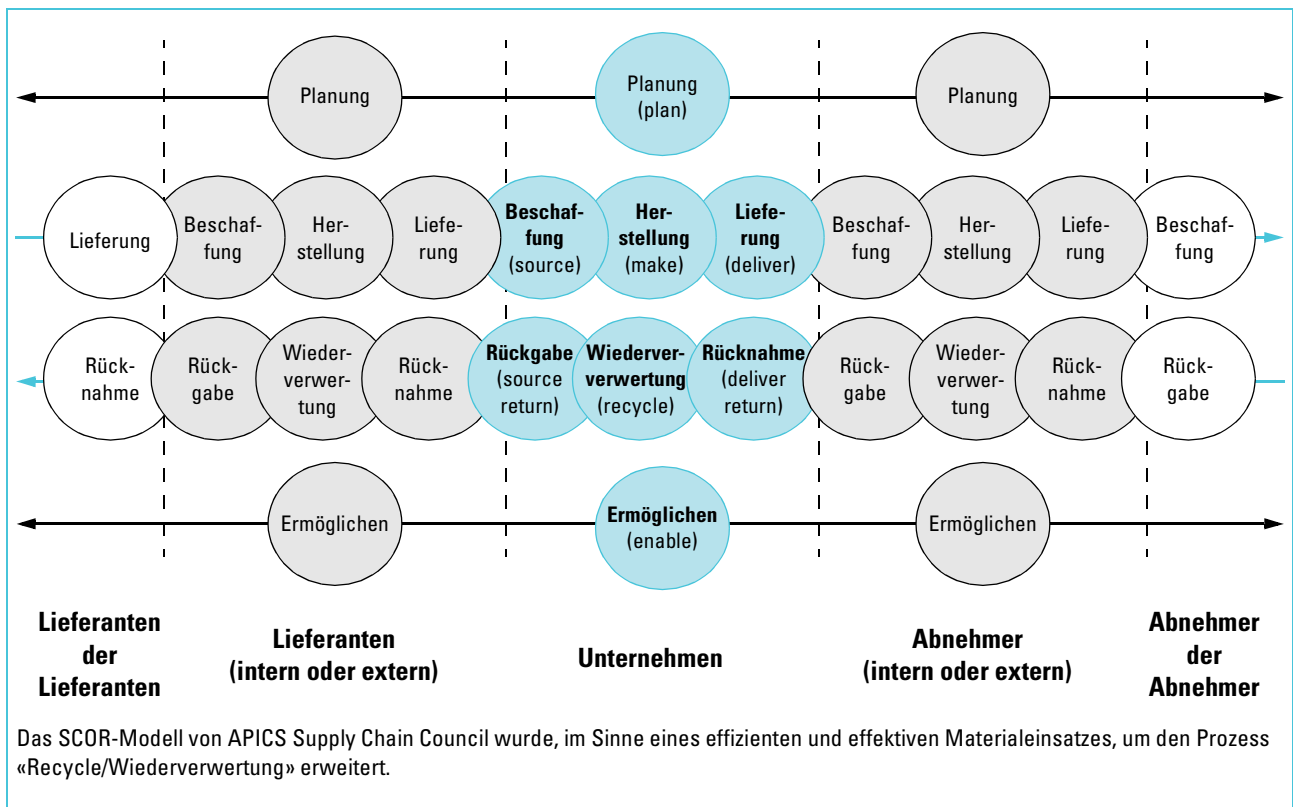 Planung
Planung
(plan)
Planung
Lieferung
Beschaf-
fung
Her-
stellung
Liefe-
rung
Beschaf-
fung
(source)
Her-
stellung
(make)
Liefe-
rung
(deliver)
Beschaf-
fung
Her-
stellung
Liefe-
rung
Beschaf-
fung
Rück-
nahme
Rück-
gabe
Wieder-
verwer-
tung
Rück-
nahme
Rückgabe
(source
return)
Wiederver-
verwertung
(recycle)
Rücknahme
(deliver
return)
Rück-
gabe
Wieder-
verwer-
tung
Rück-
nahme
Rück-
gabe
Ermöglichen
Ermöglichen
(enable)
Ermöglichen
Lieferanten
der
Lieferanten
Lieferanten
(intern oder extern)
Unternehmen
Abnehmer
(intern oder extern)
Abnehmer
der
Abnehmer
Das SCOR-Modell von APICS Supply Chain Council wurde, im Sinne eines effizienten und effektiven Materialeinsatzes, um den Prozess
«Recycle/Wiederverwertung» erweitert.